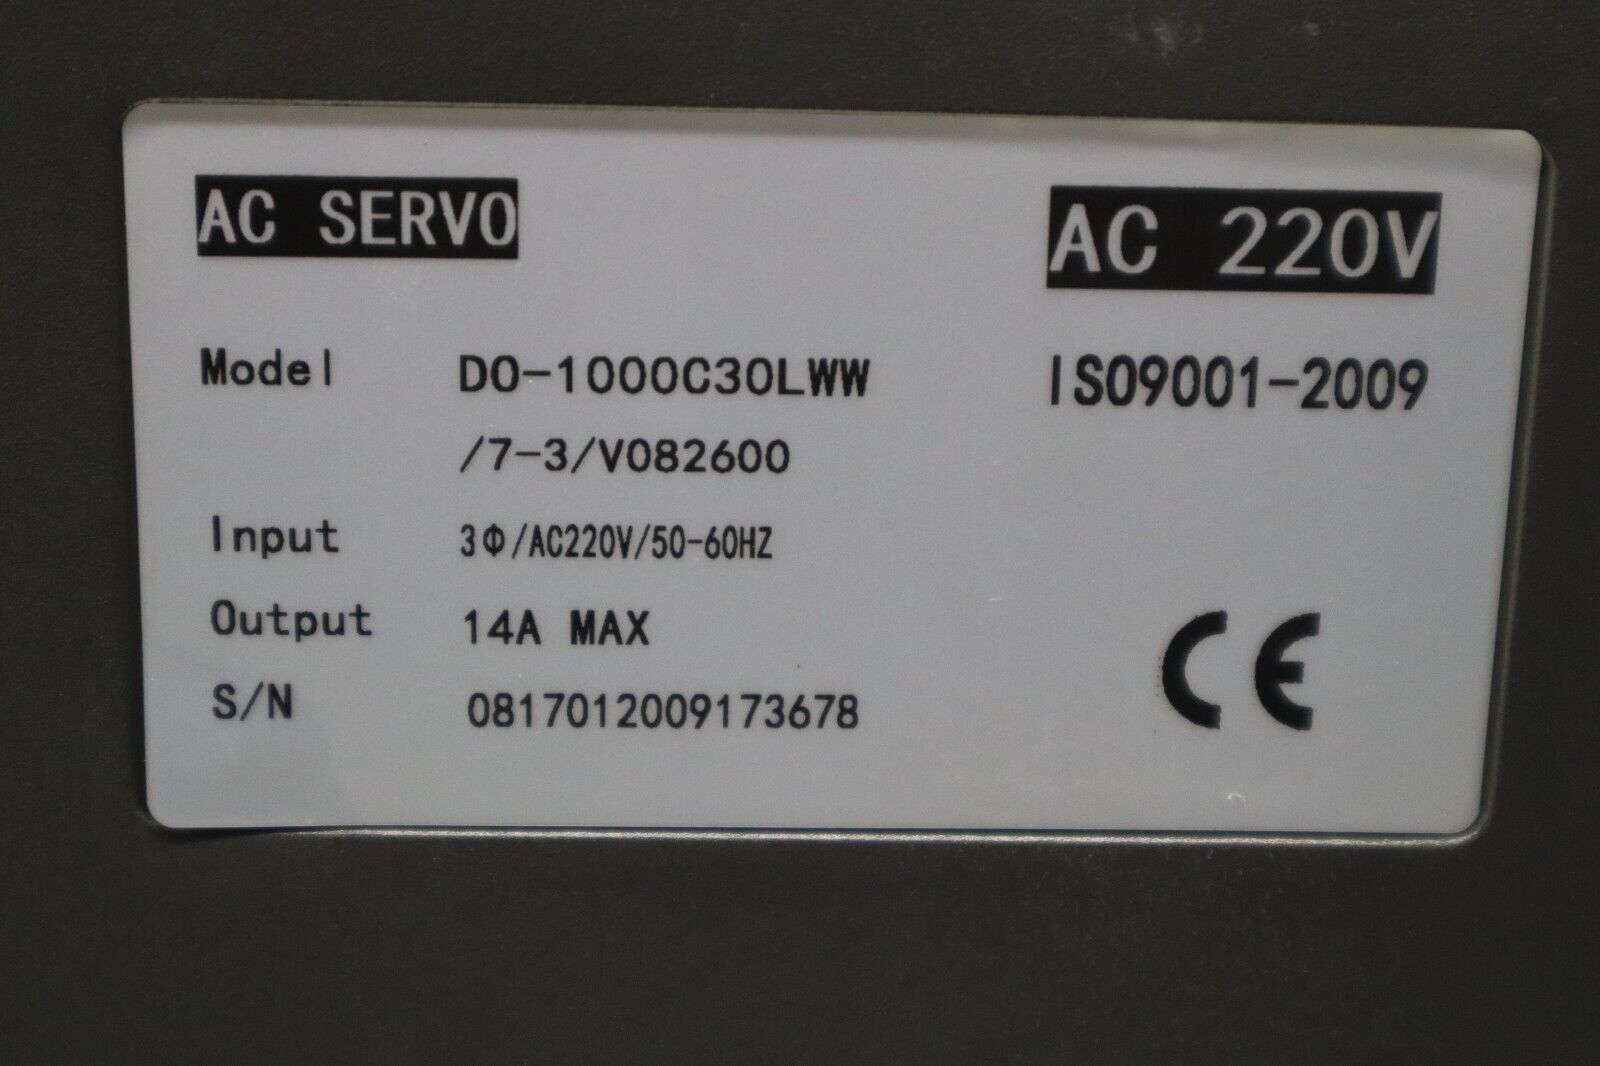 AC SERVO
AC 220V
Model DO-1000C30LWW
ISO9001-2009
/7-3/V082600
Input 3Φ/AC220V/50-60HZ
Output 14A MAX
S/N 0817012009173678
CE